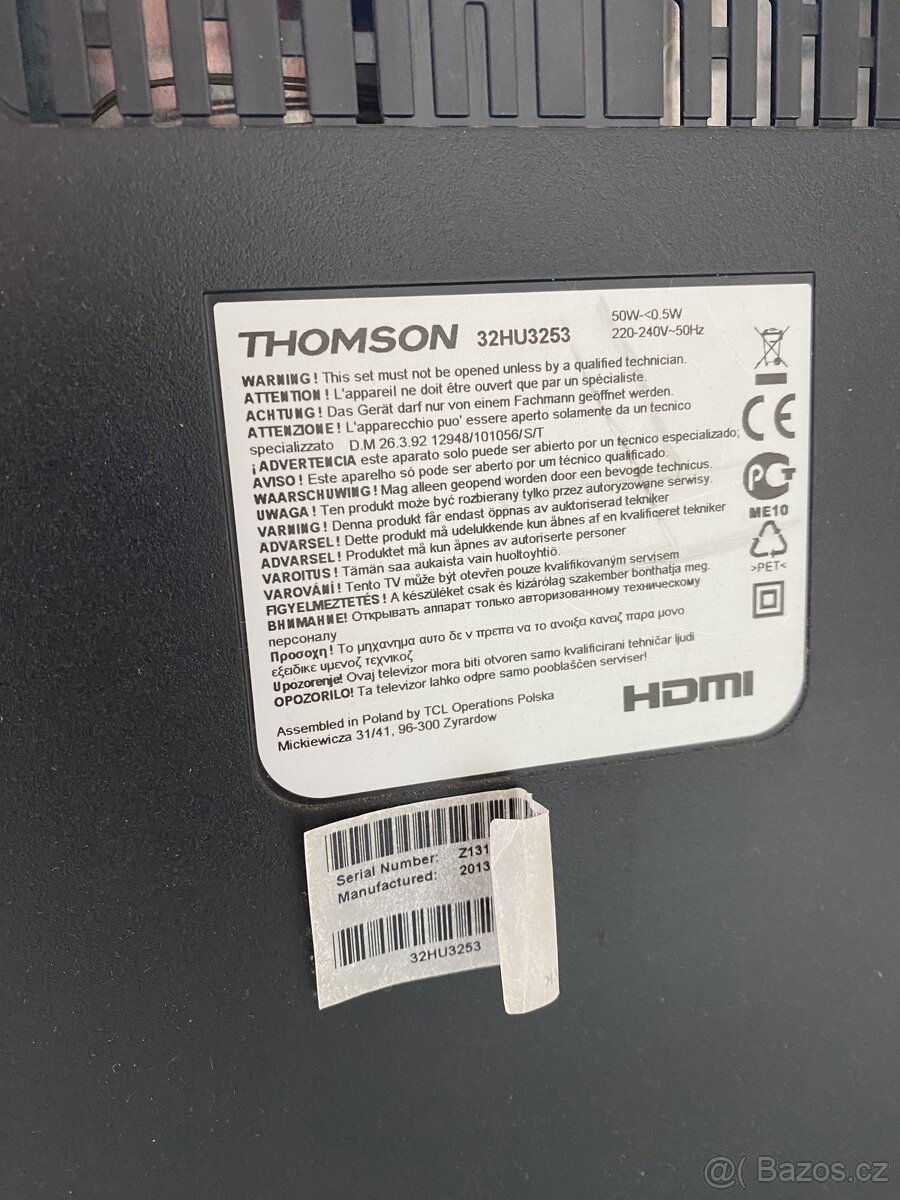 THOMSON 32HU3253
50W-<0.5W
220-240V~50Hz
WARNING ! This set must not be opened unless by a qualified technician.
ATTENTION ! L'appareil ne doit être ouvert que par un spécialiste.
ACHTUNG ! Das Gerät darf nur von einem Fachmann geöffnet werden.
ATTENZIONE ! L'apparecchio puo' essere aperto solamente da un tecnico
specializzato D.M 26.3.92 12948/101056/S/T
¡ ADVERTENCIA este aparato solo puede ser abierto por un tecnico especializado;
AVISO ! Este aparelho só pode ser aberto por um técnico qualificado.
WAARSCHUWING ! Mag alleen geopend worden door een bevogde technicus.
UWAGA ! Ten produkt może być rozbierany tylko przez autoryzowane serwisy.
VARNING ! Denna produkt får endast öppnas av auktoriserad tekniker
ADVARSEL! Dette produkt må udelukkende kun åbnes af en kvalificeret tekniker
ADVARSEL! Produktet må kun åpnes av autoriserte personer
VAROITUS ! Tämän saa aukaista vain huoltoyhtiö.
VAROVÁNÍ ! Tento TV může být otevřen pouze kvalifikovaným servisem
FIGYELMEZTETÉS ! A készüléket csak és kizárólag szakember bonthatja meg.
ВНИМАНИЕ! Открывать аппарат только авторизованному техническому
персоналу
Προσοχη ! Το μηχανημα αυτο δε ν πρεπει να το ανοιξει κανειζ παρα μονο
εξειδικε υμενοζ τεχνικοζ
Upozorenje! Ovaj televizor mora biti otvoren samo kvalificirani tehničar ljudi
OPOZORILO! Ta televizor lahko odpre samo pooblaščen serviser!
Assembled in Poland by TCL Operations Polska
Mickiewicza 31/41, 96-300 Zyrardow
CE
РСТ
ME10
>PET<
HDMI
Serial Number: Z131
Manufactured: 2013
32HU3253
@( Bazos.cz